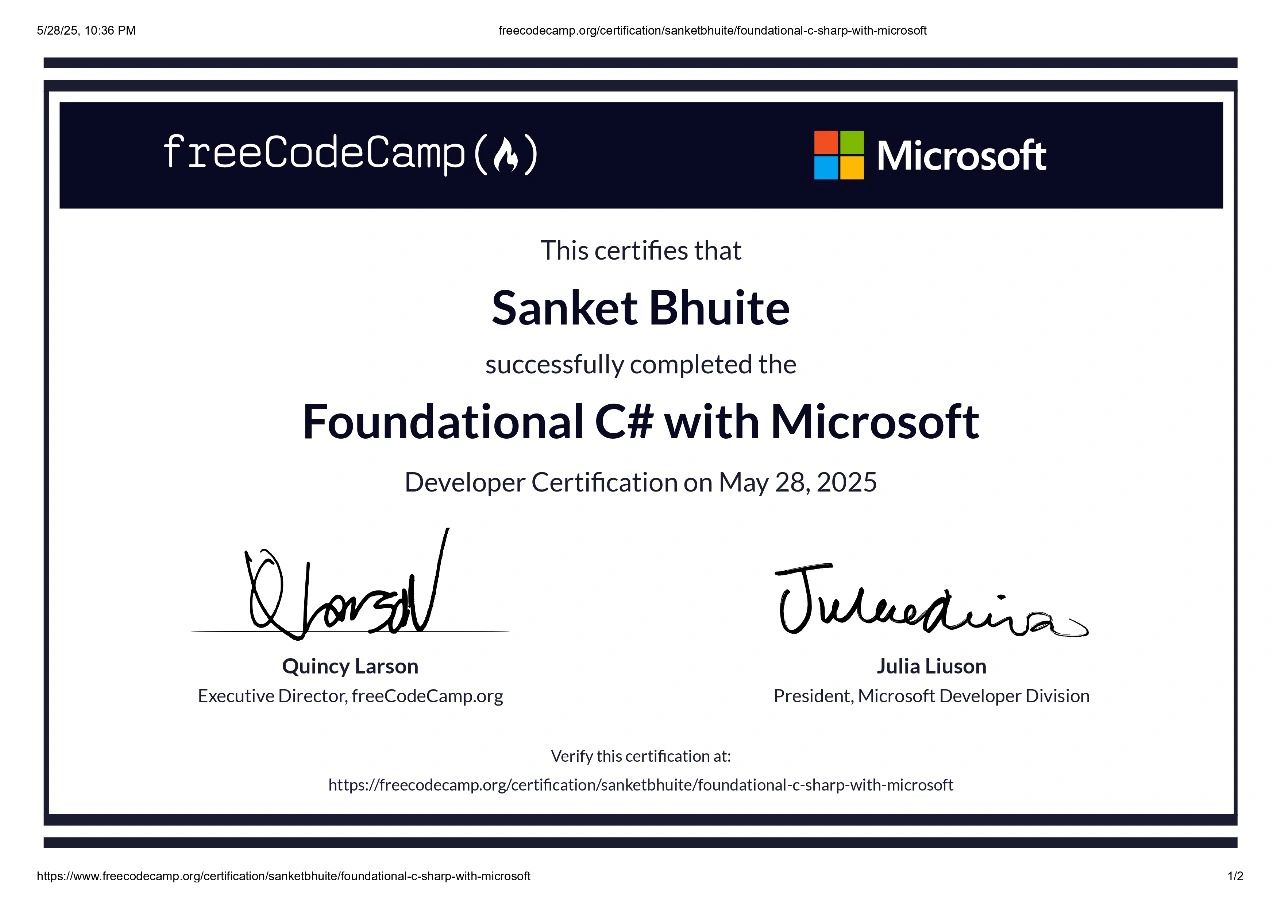 5/28/25, 10:36 PM freecodecamp.org/certification/sanketbhuite/foundational-c-sharp-with-microsoft
freeCodeCamp Microsoft
This certifies that
Sanket Bhuite
successfully completed the
Foundational C# with Microsoft
Developer Certification on May 28, 2025
QLarson
Quincy Larson
Executive Director, freeCodeCamp.org
Julia Liuson
President, Microsoft Developer Division
Verify this certification at:
https://freecodecamp.org/certification/sanketbhuite/foundational-c-sharp-with-microsoft
https://www.freecodecamp.org/certification/sanketbhuite/foundational-c-sharp-with-microsoft 1/2